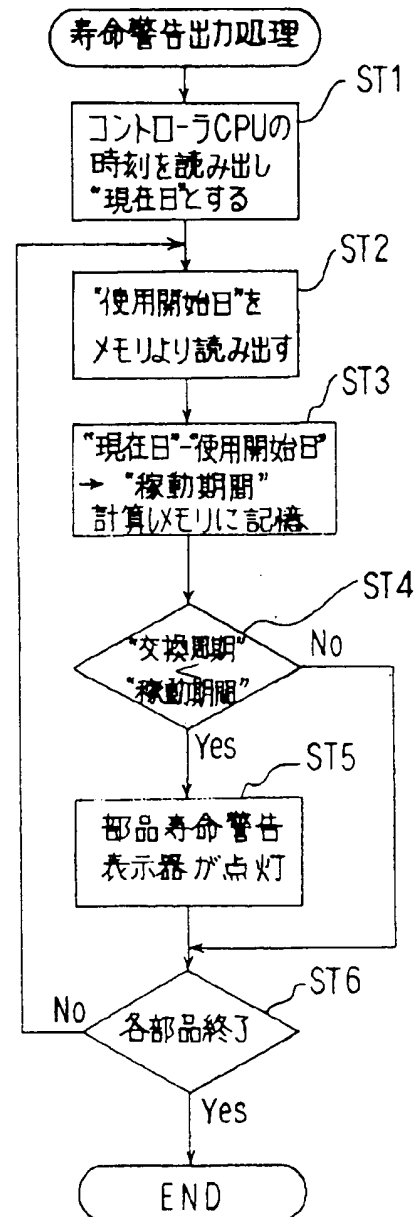 寿命警告出力処理
ST1
コントローラCPUの
時刻を読み出し
"現在日"とする
ST2
"使用開始日"を
メモリより読み出す
ST3
"現在日"-"使用開始日"
→ "稼動期間"
計算しメモリに記憶
ST4
"交換周期"
<
"稼動期間"
No
Yes
ST5
部品寿命警告
表示器が点灯
ST6
各部品終了
No
Yes
END